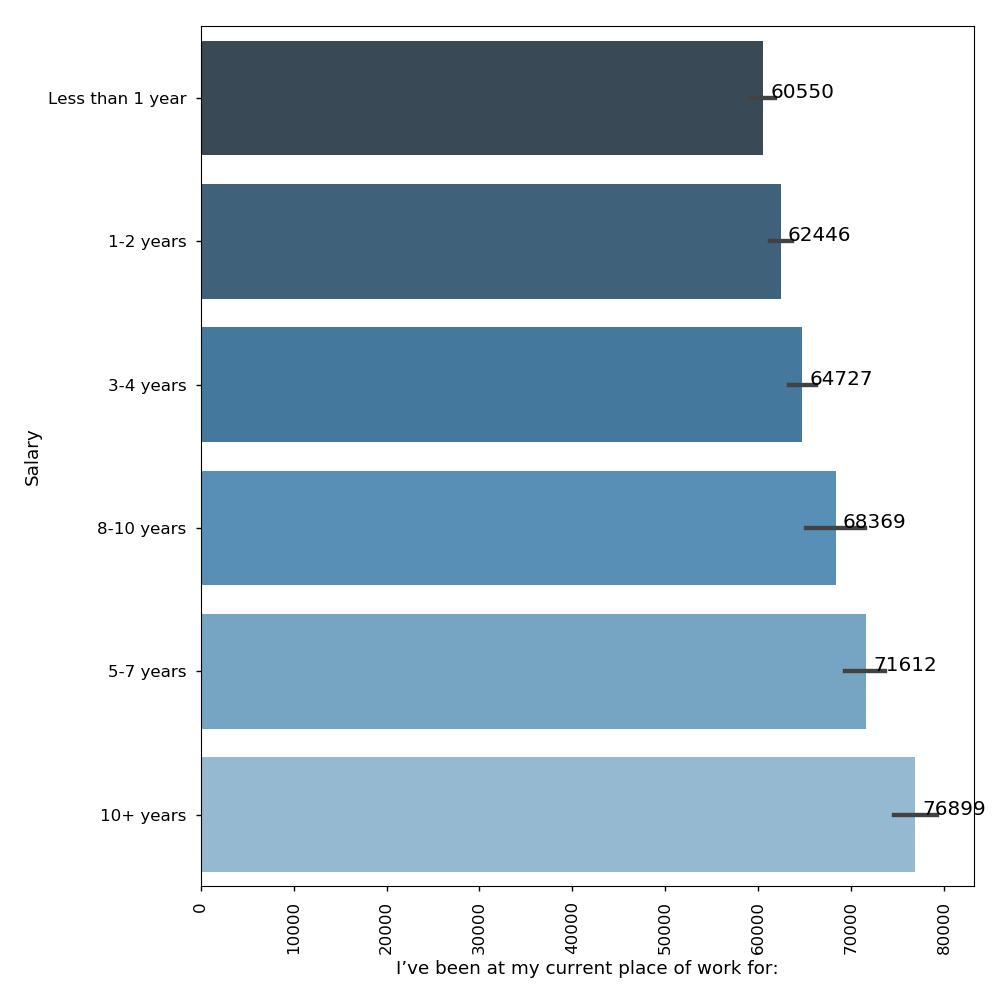 Less than 1 year
60550
1-2 years
62446
3-4 years
64727
Salary
8-10 years
68369
5-7 years
71612
10+ years
76899
0
10000
20000
30000
40000
50000
60000
70000
80000
I’ve been at my current place of work for: